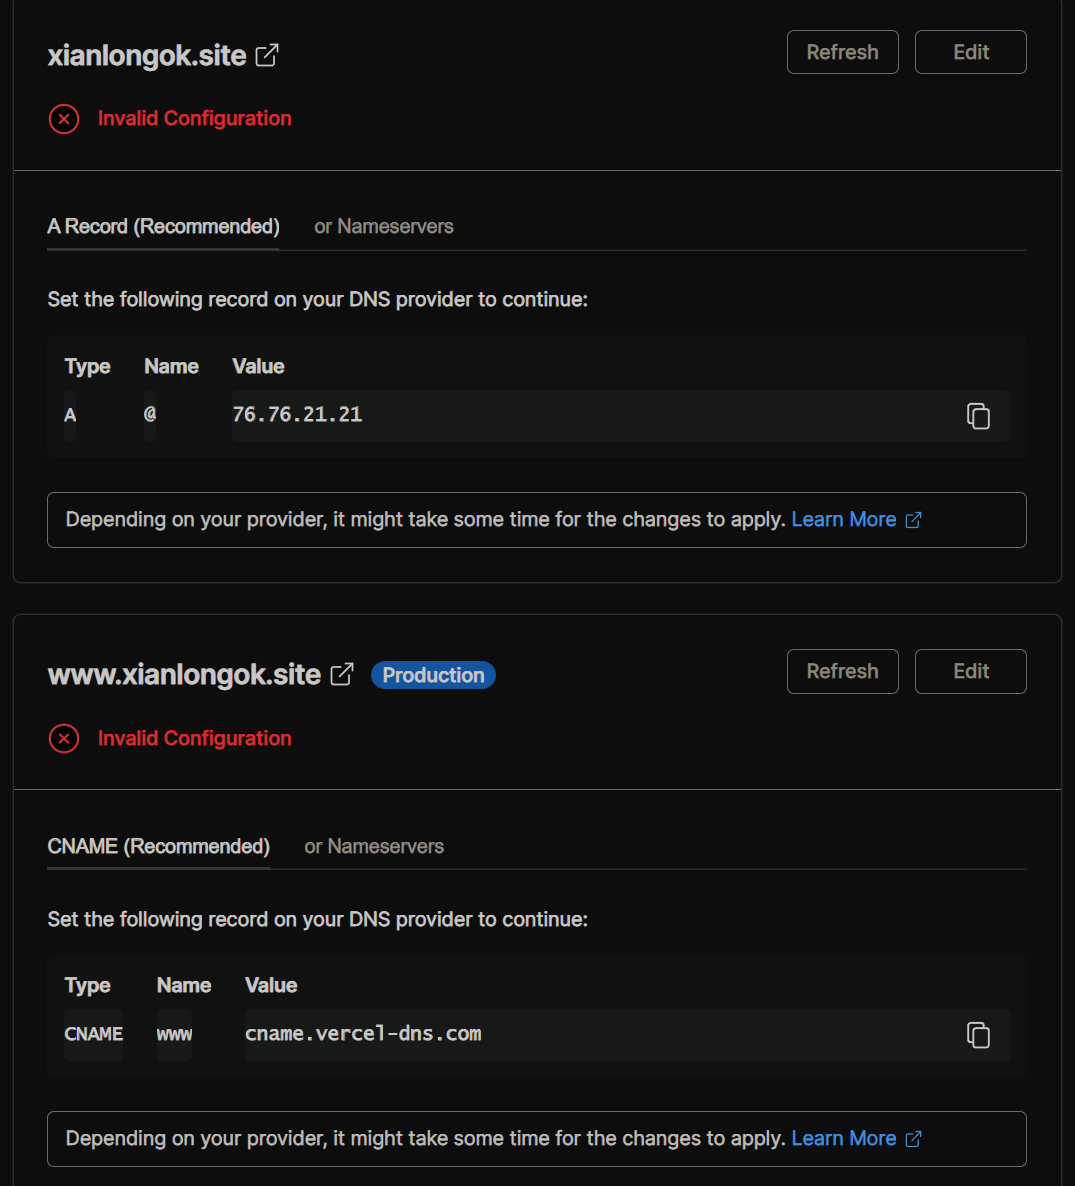 xianlongok.site
Refresh
Edit
Invalid Configuration
A Record (Recommended)
or Nameservers
Set the following record on your DNS provider to continue:
Type Name Value
A @ 76.76.21.21
Depending on your provider, it might take some time for the changes to apply. Learn More
www.xianlongok.site
Production
Refresh
Edit
Invalid Configuration
CNAME (Recommended)
or Nameservers
Set the following record on your DNS provider to continue:
Type Name Value
CNAME www cname.vercel-dns.com
Depending on your provider, it might take some time for the changes to apply. Learn More